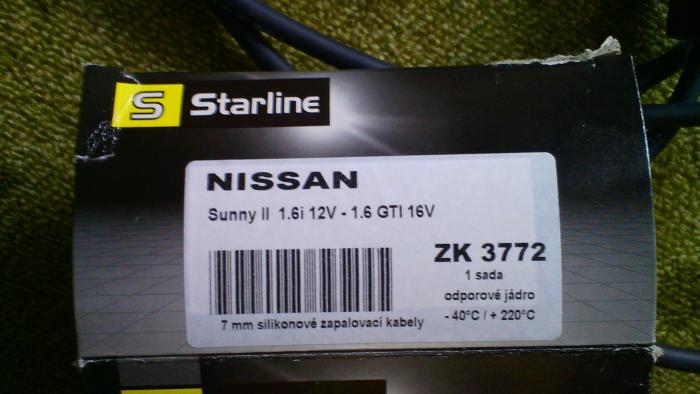 S Starline
NISSAN
Sunny II 1.6i 12V - 1.6 GTI 16V
ZK 3772
1 sada
odporové jádro
- 40°C / + 220°C
7 mm silikonové zapalovací kabely